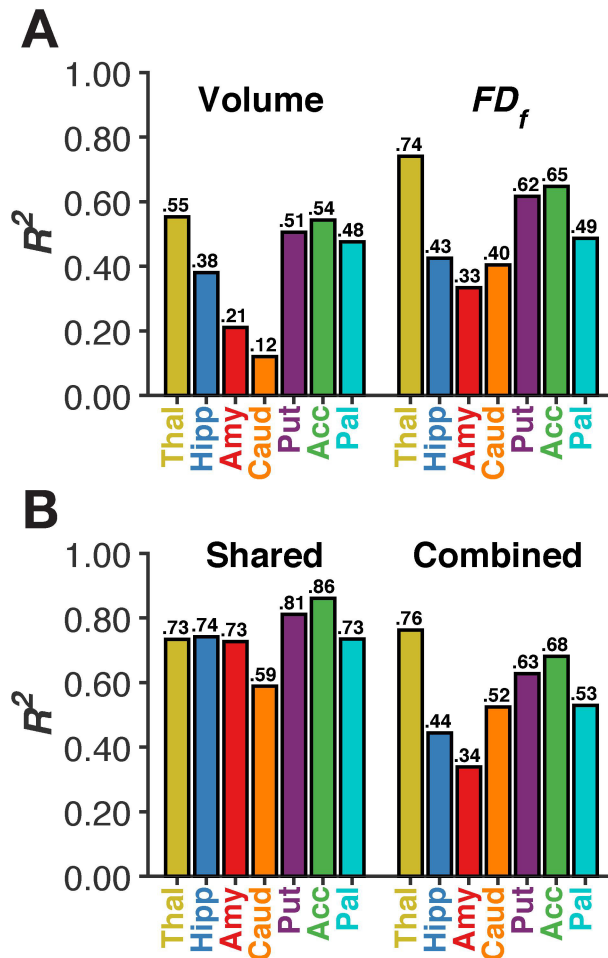 A
Volume FD_f
R²
1.00
0.80
0.60
0.40
0.20
0.00
.55 .38 .21 .12 .51 .54 .48
.74 .43 .33 .40 .62 .65 .49
Thal Hipp Amy Caud Put Acc Pal
Thal Hipp Amy Caud Put Acc Pal
B
Shared Combined
R²
1.00
0.80
0.60
0.40
0.20
0.00
.73 .74 .73 .59 .81 .86 .73
.76 .44 .34 .52 .63 .68 .53
Thal Hipp Amy Caud Put Acc Pal
Thal Hipp Amy Caud Put Acc Pal